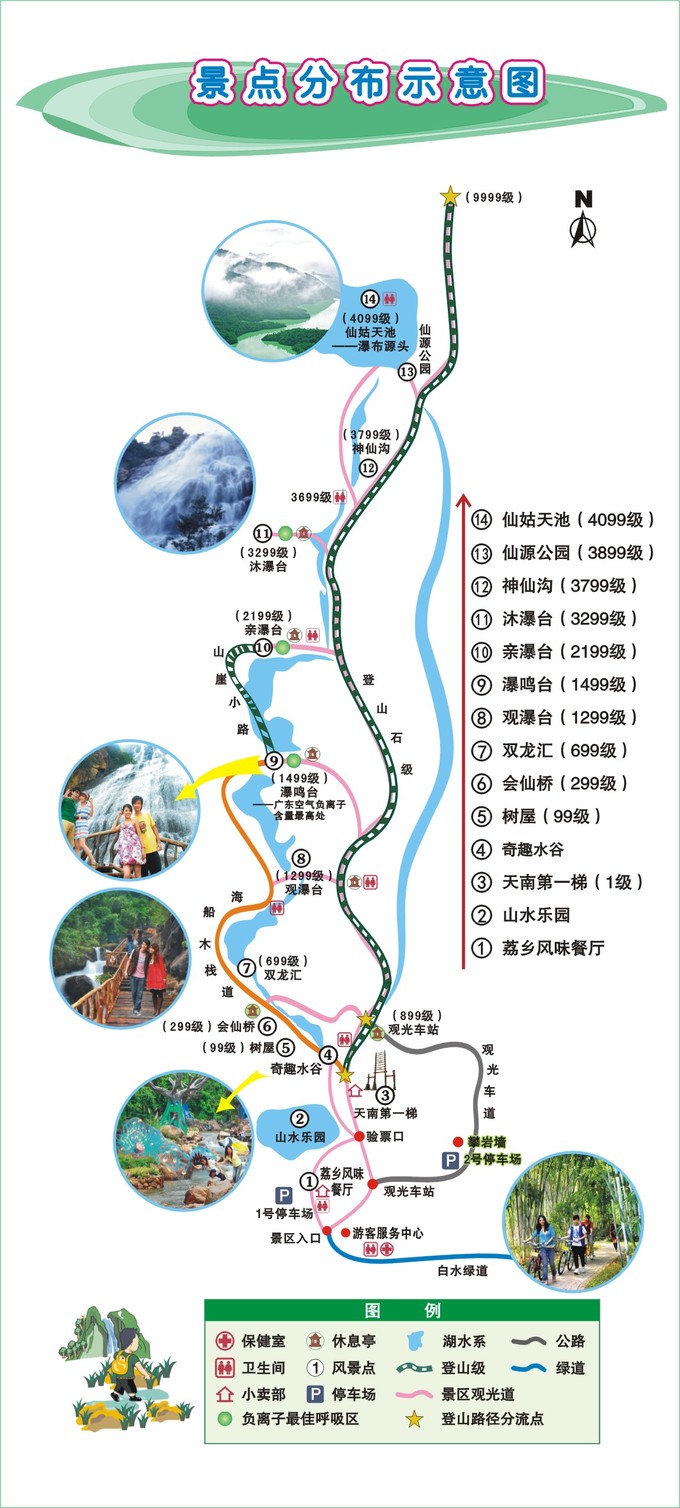 景点分布示意图
（9999级）
N
14
（4099级）
仙姑天池
——瀑布源头
仙源公园
13
（3799级）
神仙沟
12
3699级
11
（3299级）
沐瀑台
（2199级）
亲瀑台
10
山崖小路
登山石级
9
（1499级）
瀑鸣台
——广东空气负离子
含量最高处
8
（1299级）
观瀑台
海船木栈道
7
（699级）
双龙汇
（299级）会仙桥 6
（99级）树屋 5
奇趣水谷 4
（899级）
观光车站
观光车道
3
天南第一梯
2
山水乐园
验票口
攀岩墙
P 2号停车场
1
荔乡风味
餐厅
观光车站
P
1号停车场
景区入口
游客服务中心
白水绿道
14 仙姑天池（4099级）
13 仙源公园（3899级）
12 神仙沟（3799级）
11 沐瀑台（3299级）
10 亲瀑台（2199级）
9 瀑鸣台（1499级）
8 观瀑台（1299级）
7 双龙汇（699级）
6 会仙桥（299级）
5 树屋（99级）
4 奇趣水谷
3 天南第一梯（1级）
2 山水乐园
1 荔乡风味餐厅
图 例
保健室 休息亭 湖水系 公路
卫生间 1 风景点 登山级 绿道
小卖部 P 停车场 景区观光道
负离子最佳呼吸区 登山路径分流点